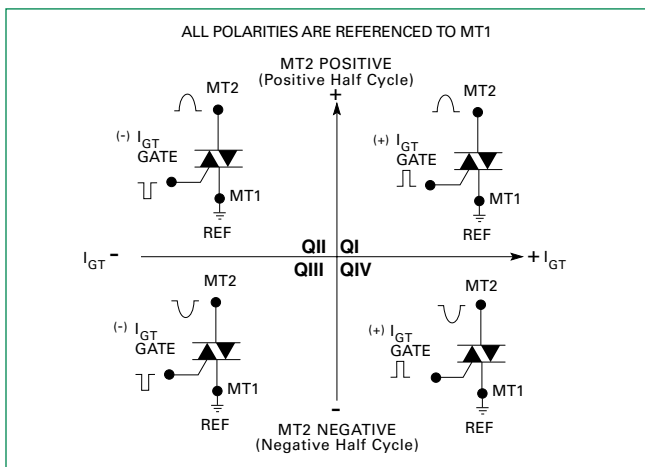 ALL POLARITIES ARE REFERENCED TO MT1
MT2 POSITIVE
(Positive Half Cycle)
+
MT2
(-) IGT
GATE
MT1
REF
MT2
(+) IGT
GATE
MT1
REF
IGT -
QII QI
QIII QIV
+ IGT
MT2
(-) IGT
GATE
MT1
REF
MT2
(+) IGT
GATE
MT1
REF
-
MT2 NEGATIVE
(Negative Half Cycle)